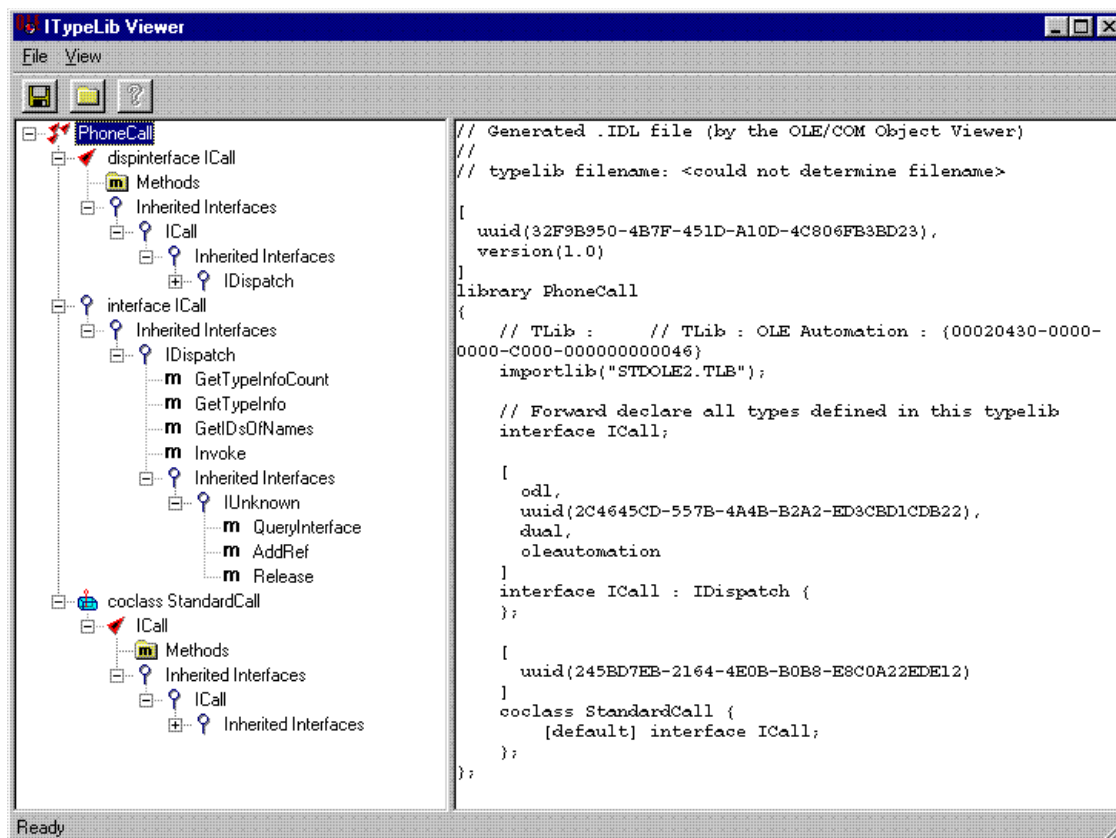 ITypeLib Viewer
File View
PhoneCall
dispinterface ICall
m Methods
Inherited Interfaces
ICall
Inherited Interfaces
IDispatch
interface ICall
Inherited Interfaces
IDispatch
m GetTypeInfoCount
m GetTypeInfo
m GetIDsOfNames
m Invoke
Inherited Interfaces
IUnknown
m QueryInterface
m AddRef
m Release
coclass StandardCall
ICall
m Methods
Inherited Interfaces
ICall
Inherited Interfaces
// Generated .IDL file (by the OLE/COM Object Viewer)
//
// typelib filename: <could not determine filename>
[
uuid(32F9B950-4B7F-451D-A10D-4C806FB3BD23),
version(1.0)
]
library PhoneCall
{
// TLib :     // TLib : OLE Automation : {00020430-0000-
0000-C000-000000000046}
importlib("STDOLE2.TLB");
// Forward declare all types defined in this typelib
interface ICall;
[
odl,
uuid(2C4645CD-557B-4A4B-B2A2-ED3CBD1CDB22),
dual,
oleautomation
]
interface ICall : IDispatch {
};
[
uuid(245BD7EB-2164-4E0B-B0B8-E8C0A22EDE12)
]
coclass StandardCall {
[default] interface ICall;
};
};
Ready